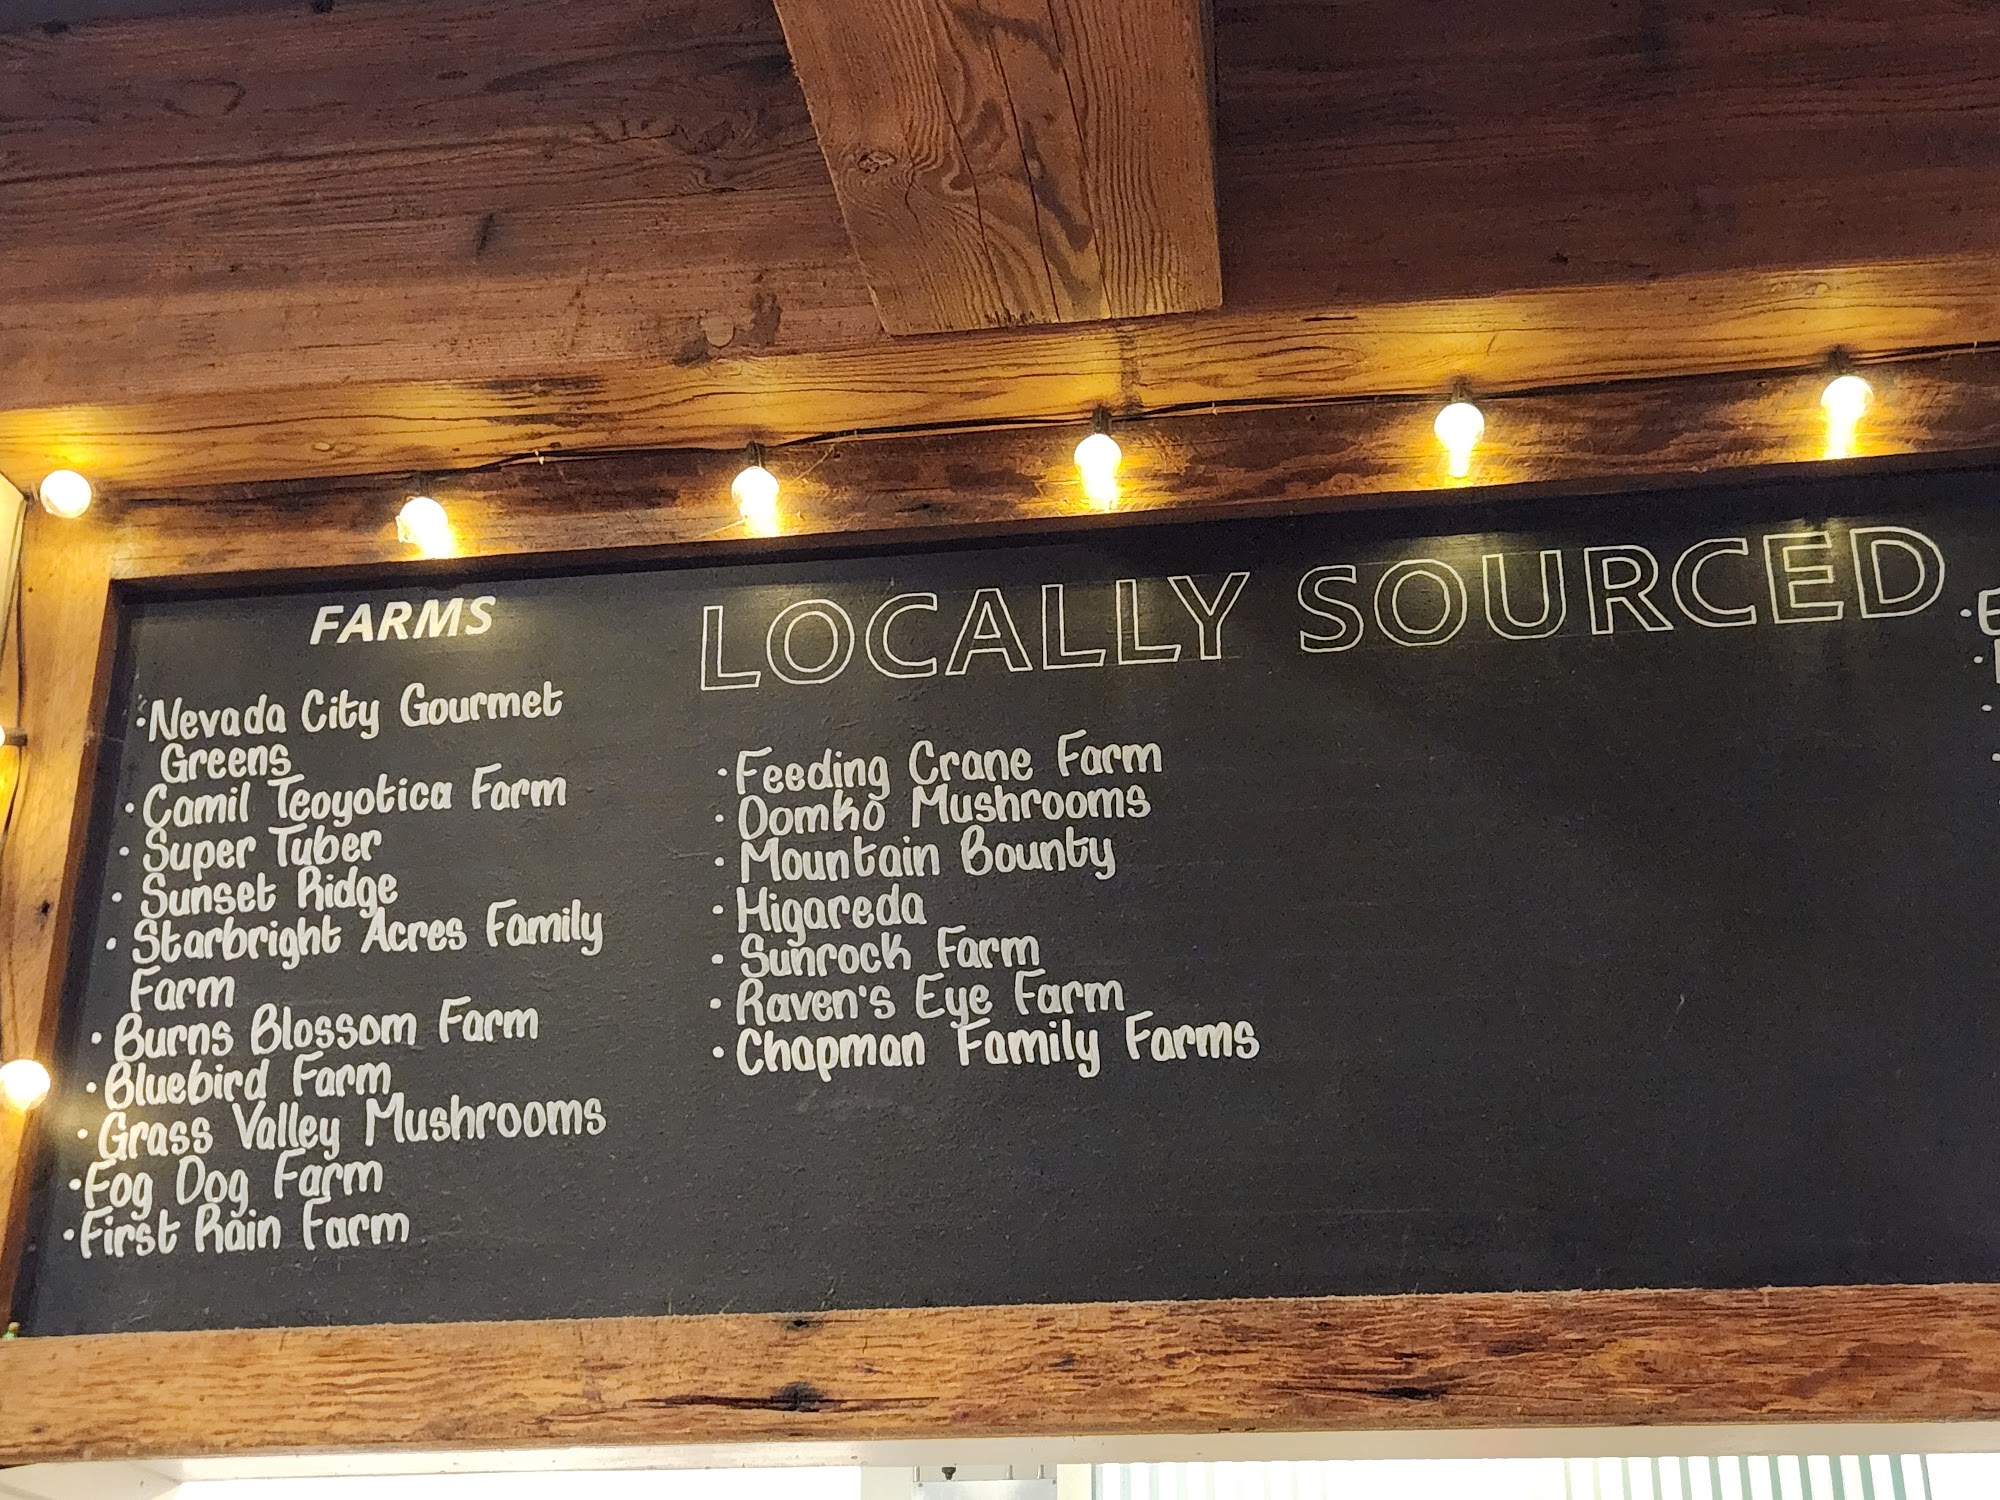 FARMS
• Nevada City Gourmet
Greens
• Camil Teoyotica Farm
• Super Tuber
• Sunset Ridge
• Starbright Acres Family
Farm
• Burns Blossom Farm
• Bluebird Farm
• Grass Valley Mushrooms
• Fog Dog Farm
• First Rain Farm
LOCALLY SOURCED
• Feeding Crane Farm
• Domko Mushrooms
• Mountain Bounty
• Higareda
• Sunrock Farm
• Raven's Eye Farm
• Chapman Family Farms